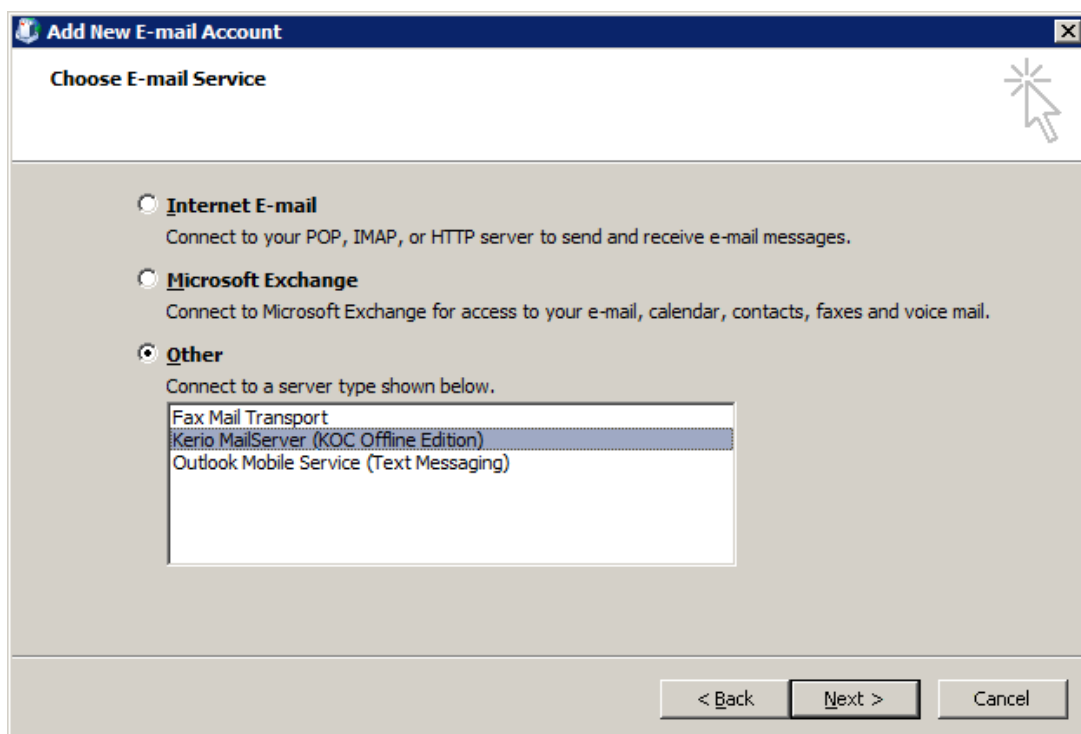 Add New E-mail Account
Choose E-mail Service
Internet E-mail
Connect to your POP, IMAP, or HTTP server to send and receive e-mail messages.
Microsoft Exchange
Connect to Microsoft Exchange for access to your e-mail, calendar, contacts, faxes and voice mail.
Other
Connect to a server type shown below.
Fax Mail Transport
Kerio MailServer (KOC Offline Edition)
Outlook Mobile Service (Text Messaging)
< Back Next > Cancel